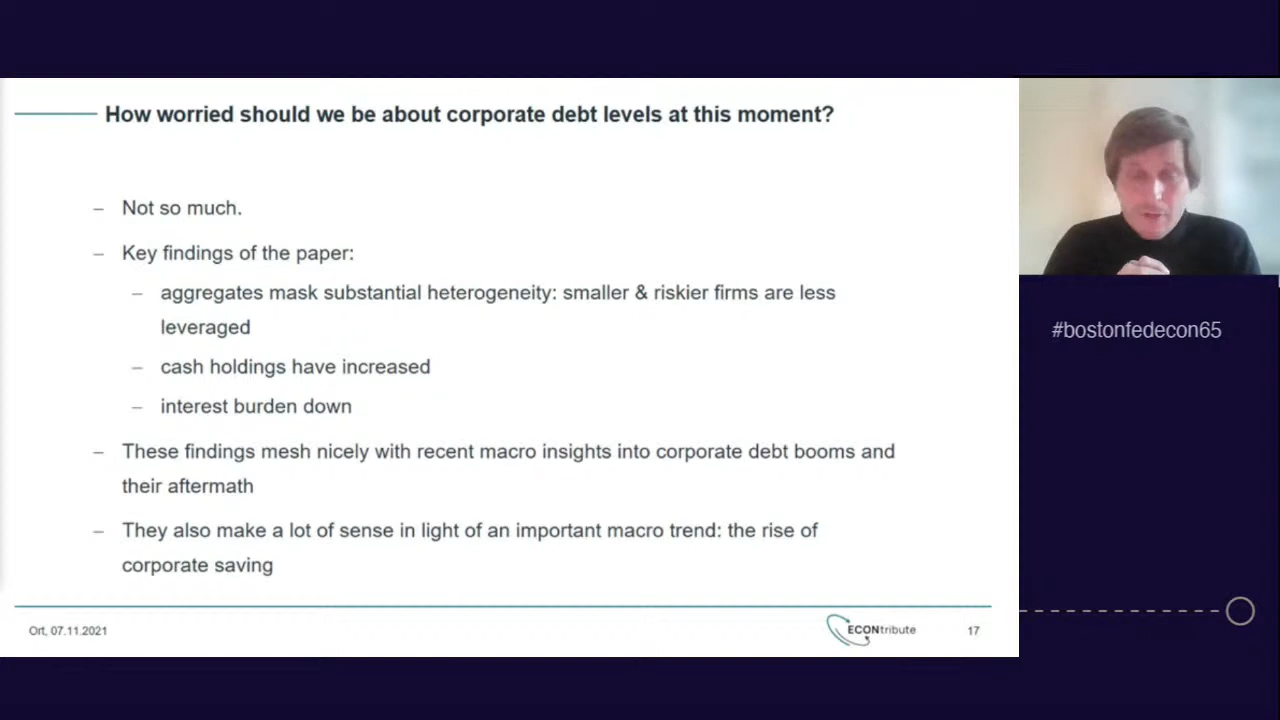 How worried should we be about corporate debt levels at this moment?
– Not so much.
– Key findings of the paper:
– aggregates mask substantial heterogeneity: smaller & riskier firms are less
leveraged
– cash holdings have increased
– interest burden down
– These findings mesh nicely with recent macro insights into corporate debt booms and
their aftermath
– They also make a lot of sense in light of an important macro trend: the rise of
corporate saving
Ort, 07.11.2021
ECONtribute
17
#bostonfedecon65